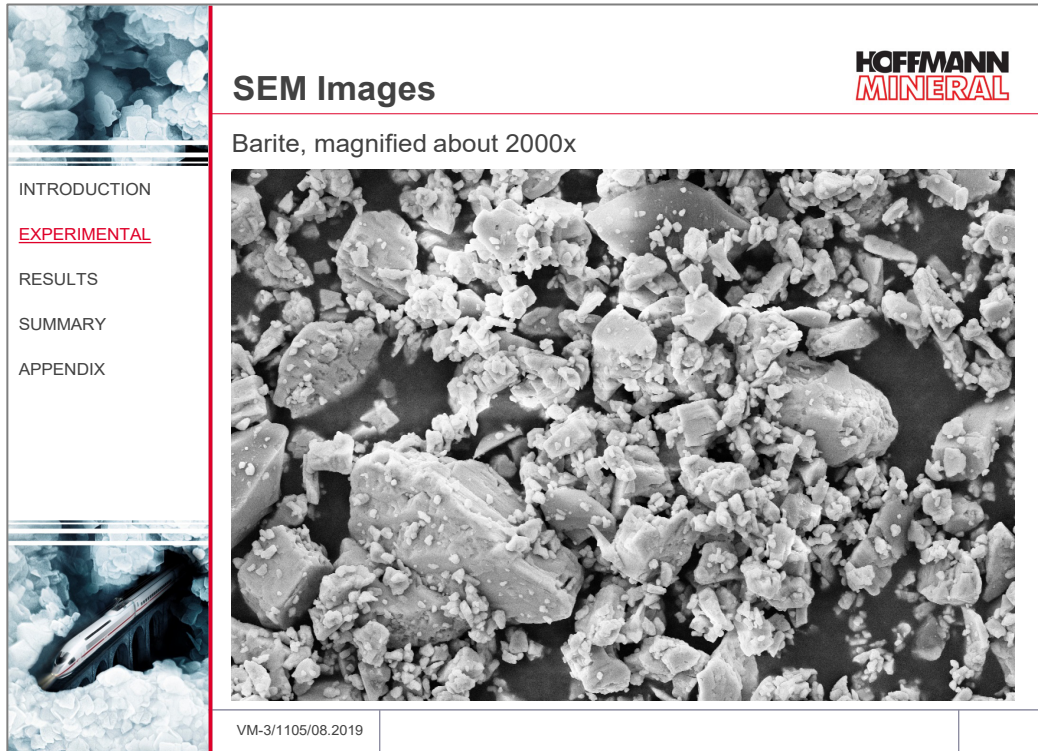 SEM Images
HOFFMANN
MINERAL
Barite, magnified about 2000x
INTRODUCTION
EXPERIMENTAL
RESULTS
SUMMARY
APPENDIX
VM-3/1105/08.2019